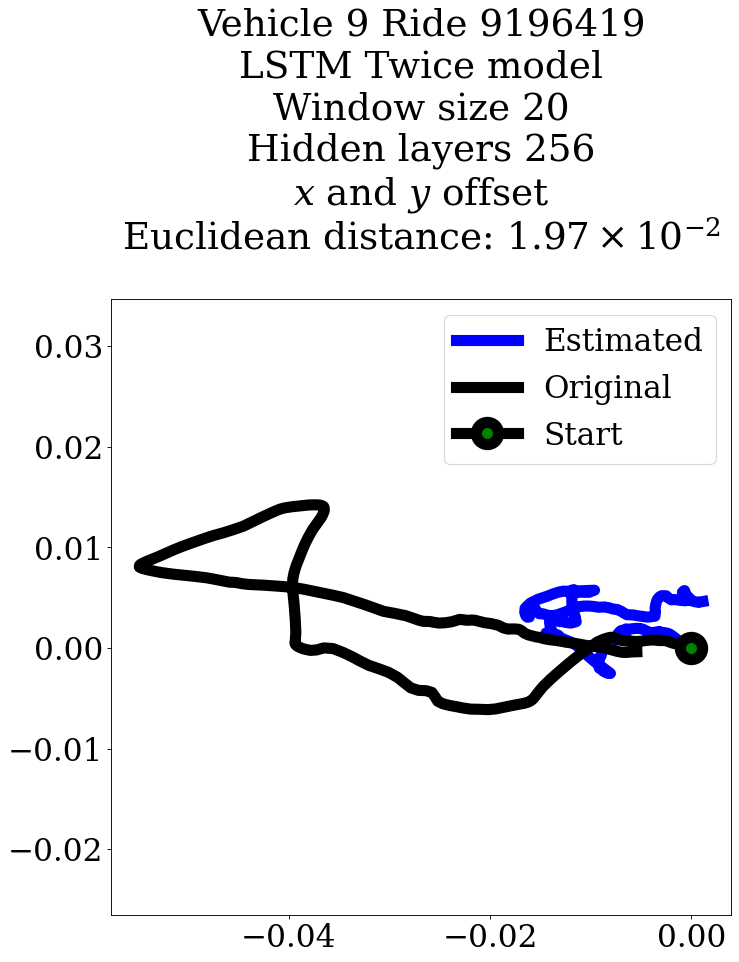 Vehicle 9 Ride 9196419
LSTM Twice model
Window size 20
Hidden layers 256
x and y offset
Euclidean distance: 1.97 × 10⁻²
Estimated
Original
Start
0.03
0.02
0.01
0.00
−0.01
−0.02
−0.04 −0.02 0.00